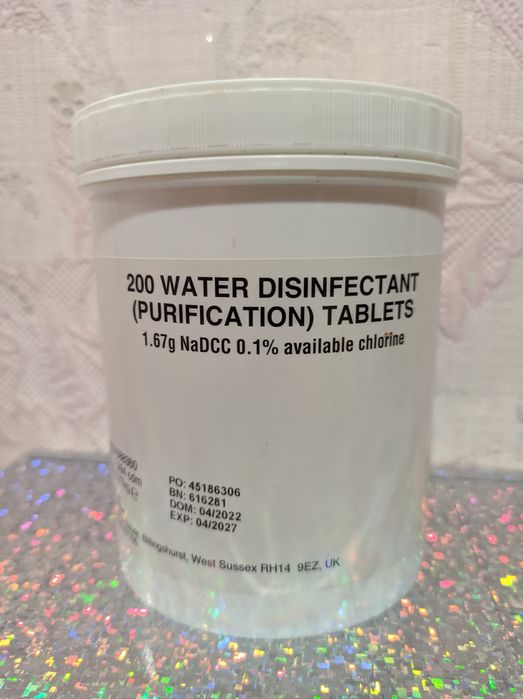 200 WATER DISINFECTANT
(PURIFICATION) TABLETS
1.67g NaDCC 0.1% available chlorine
PO: 45186306
BN: 616281
DOM: 04/2022
EXP: 04/2027
Billingshurst, West Sussex RH14 9EZ, UK